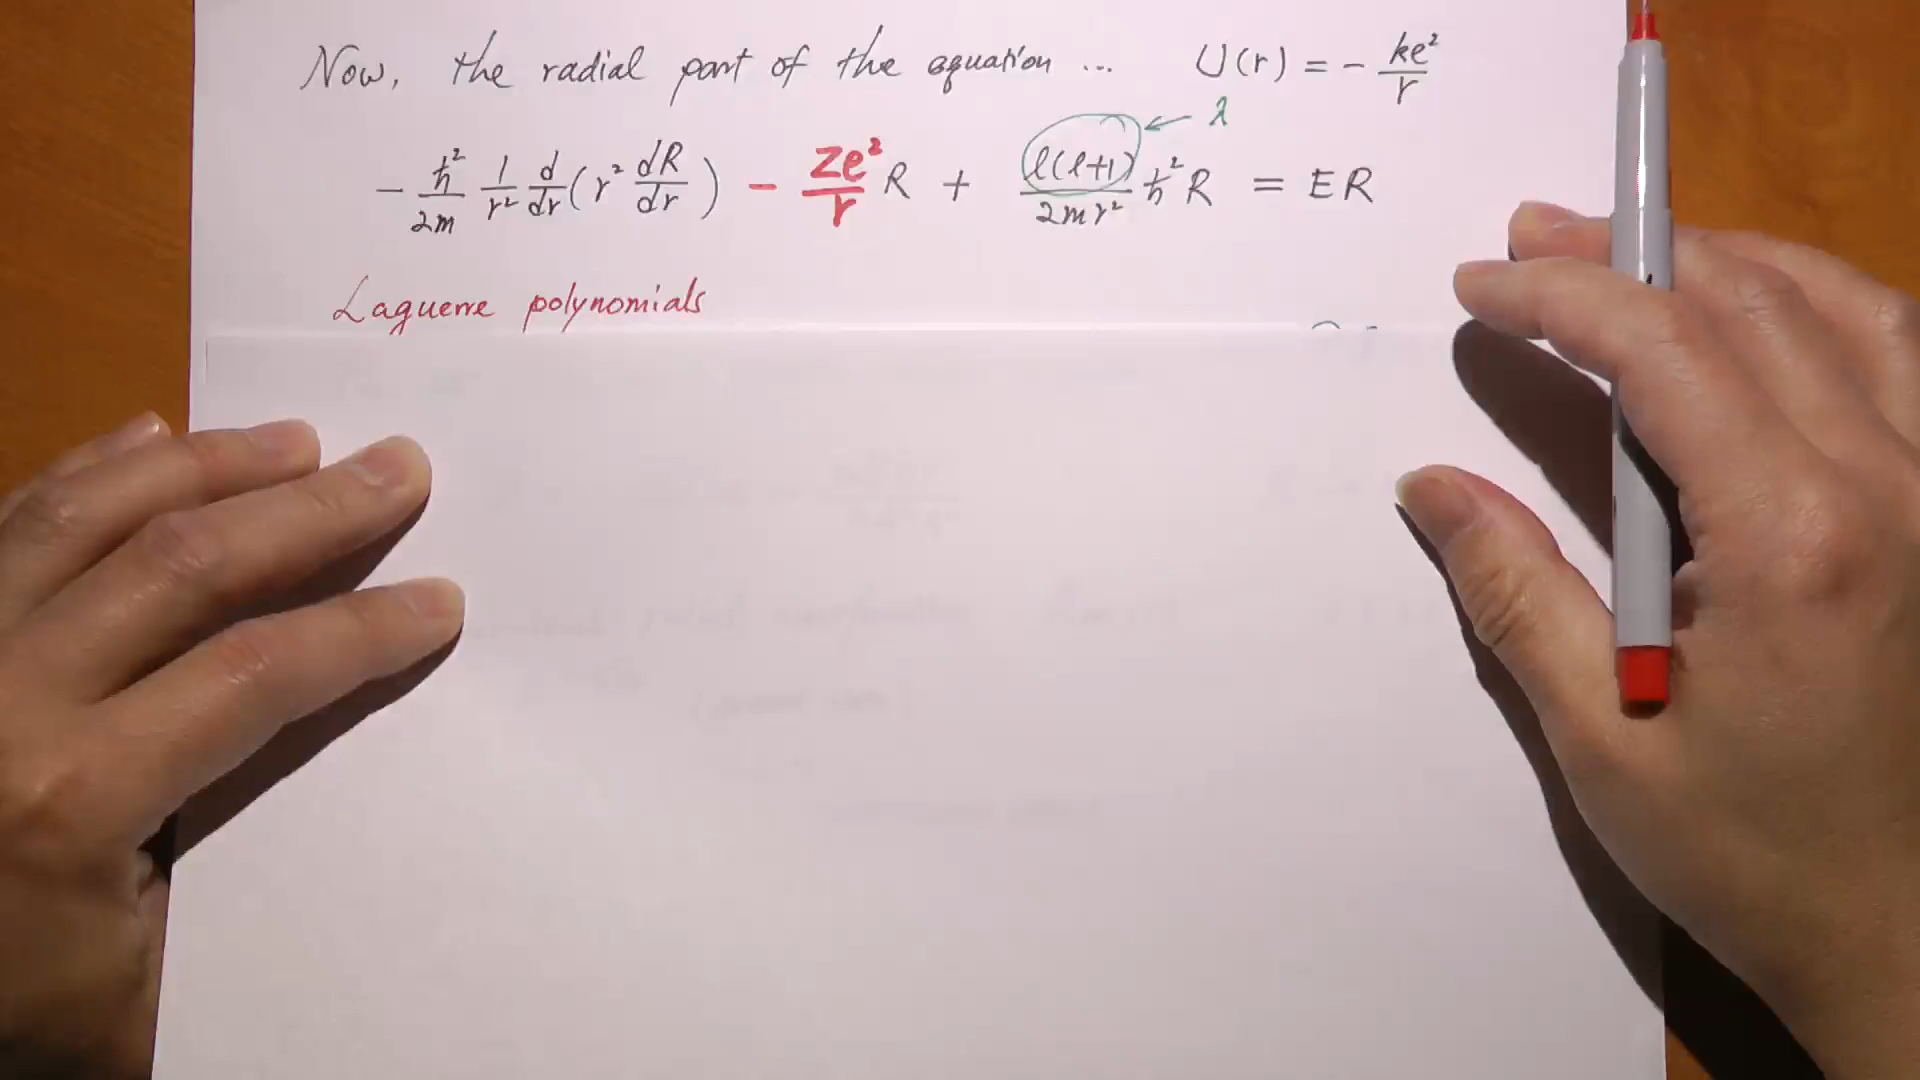 Now, the radial part of the equation ... U(r) = - ke²/r
← λ
- ħ²/2m 1/r² d/dr (r² dR/dr) - Ze²/r R + l(l+1)/2mr² ħ² R = ER
Laguerre polynomials